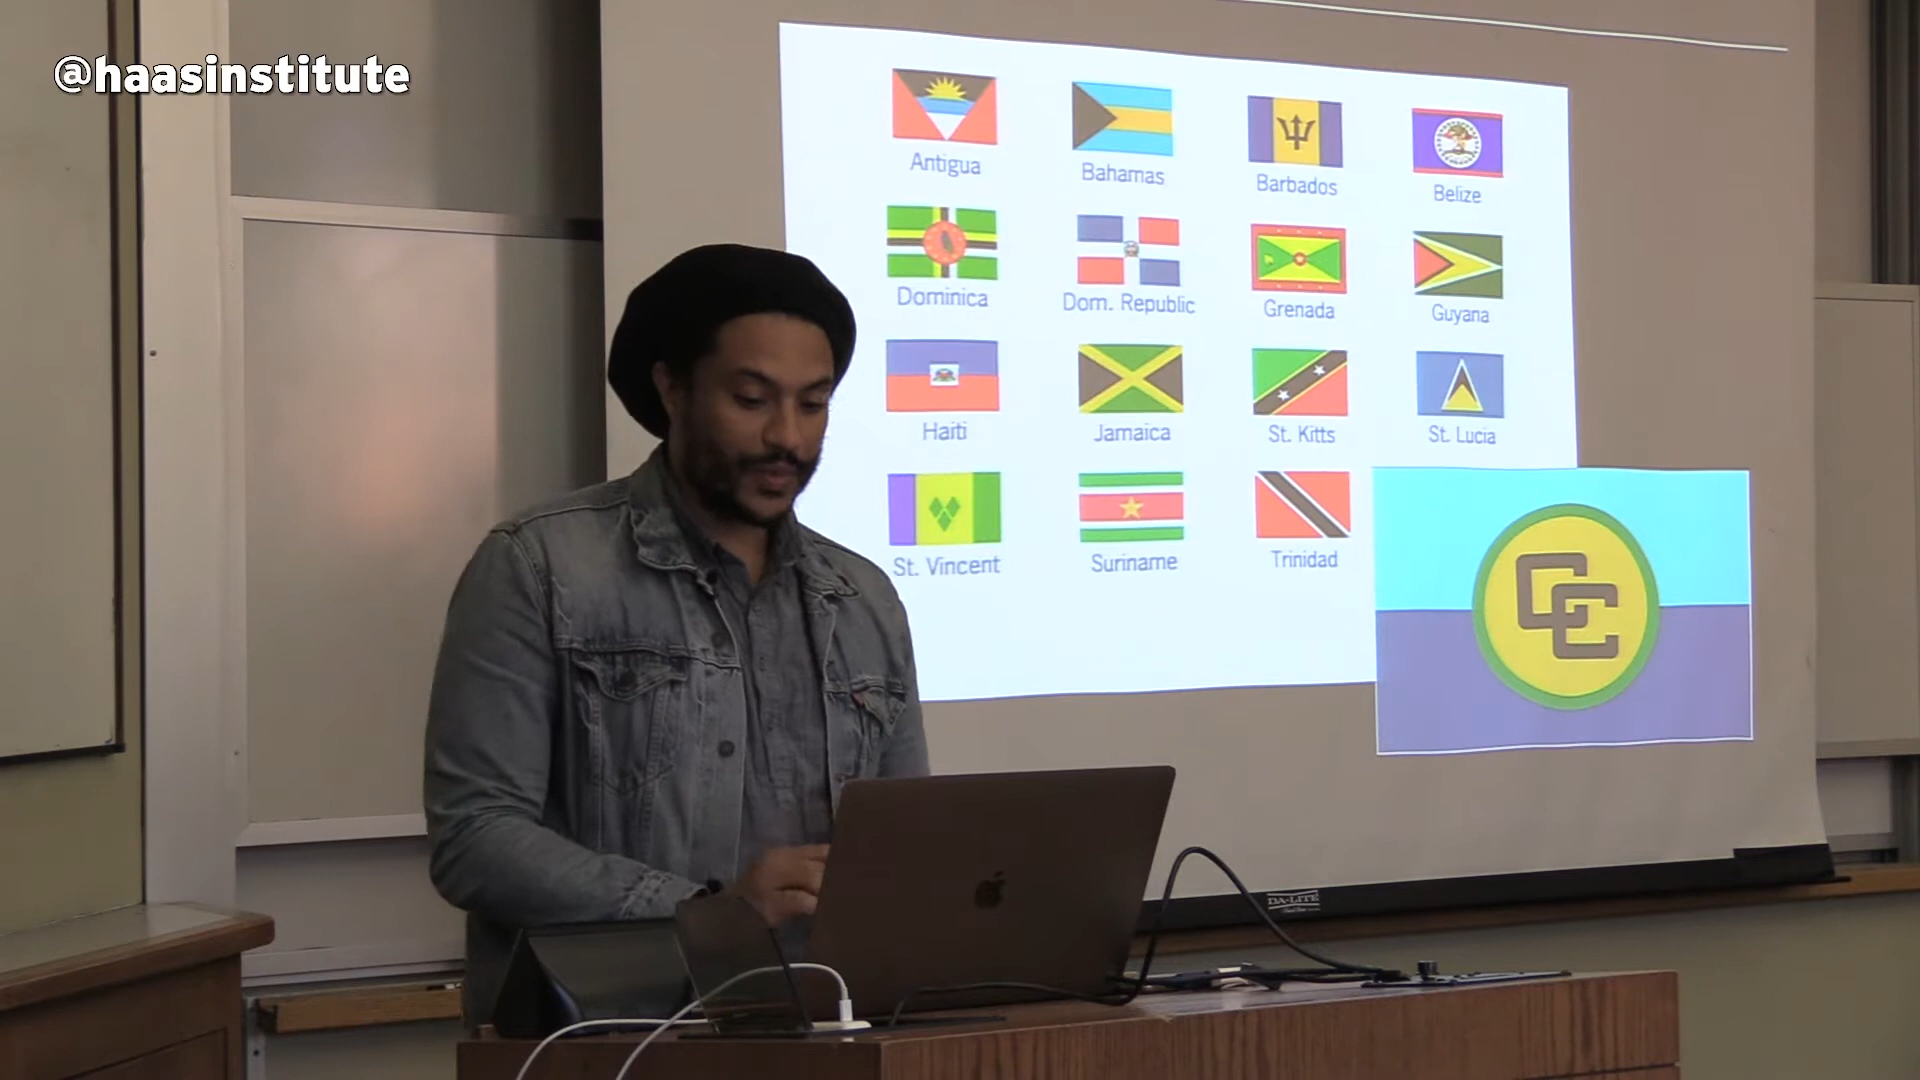 @haasinstitute
Antigua
Bahamas
Barbados
Belize
Dominica
Dom. Republic
Grenada
Guyana
Haiti
Jamaica
St. Kitts
St. Lucia
St. Vincent
Suriname
Trinidad
CC
DA-LITE